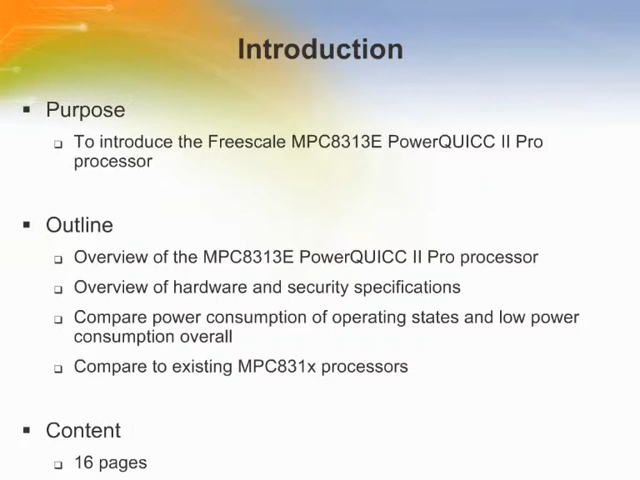 Introduction
▪ Purpose
❑ To introduce the Freescale MPC8313E PowerQUICC II Pro
processor
▪ Outline
❑ Overview of the MPC8313E PowerQUICC II Pro processor
❑ Overview of hardware and security specifications
❑ Compare power consumption of operating states and low power
consumption overall
❑ Compare to existing MPC831x processors
▪ Content
❑ 16 pages